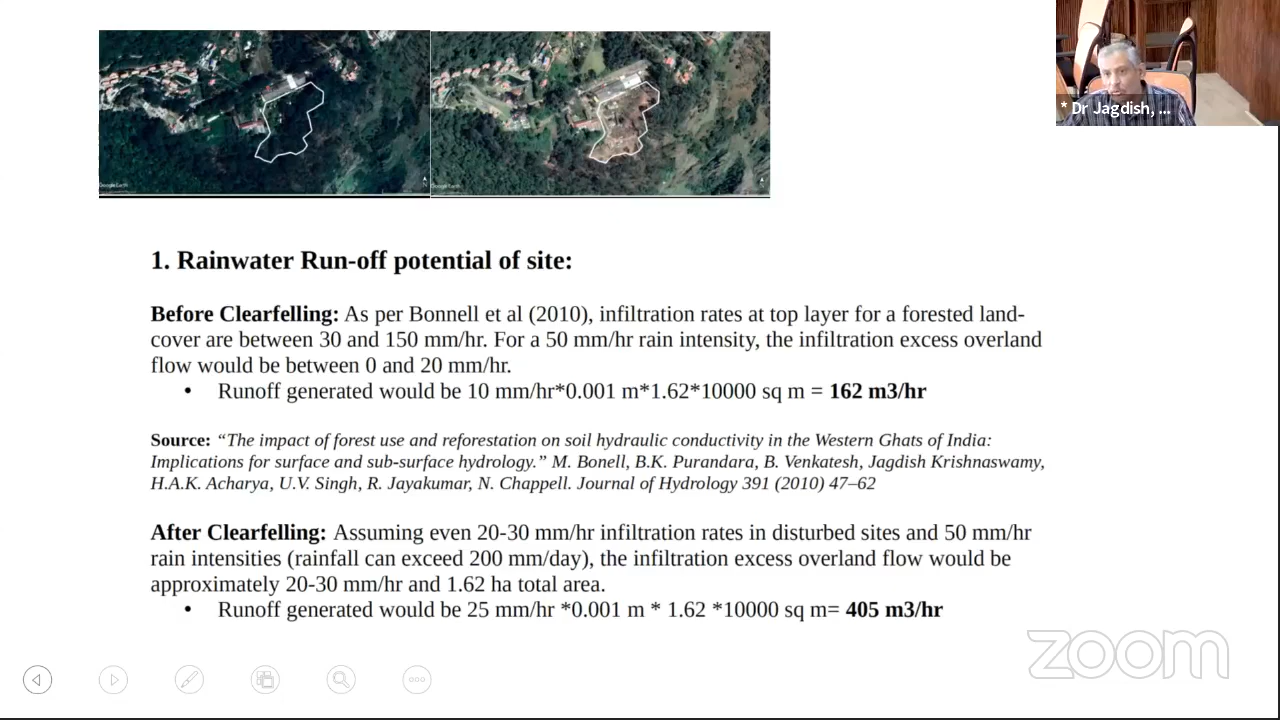 Google Earth
Google Earth
N
* Dr Jagdish, ...
1. Rainwater Run-off potential of site:
Before Clearfelling: As per Bonnell et al (2010), infiltration rates at top layer for a forested land-
cover are between 30 and 150 mm/hr. For a 50 mm/hr rain intensity, the infiltration excess overland
flow would be between 0 and 20 mm/hr.
• Runoff generated would be 10 mm/hr*0.001 m*1.62*10000 sq m = 162 m3/hr
Source: “The impact of forest use and reforestation on soil hydraulic conductivity in the Western Ghats of India:
Implications for surface and sub-surface hydrology.” M. Bonell, B.K. Purandara, B. Venkatesh, Jagdish Krishnaswamy,
H.A.K. Acharya, U.V. Singh, R. Jayakumar, N. Chappell. Journal of Hydrology 391 (2010) 47–62
After Clearfelling: Assuming even 20-30 mm/hr infiltration rates in disturbed sites and 50 mm/hr
rain intensities (rainfall can exceed 200 mm/day), the infiltration excess overland flow would be
approximately 20-30 mm/hr and 1.62 ha total area.
• Runoff generated would be 25 mm/hr *0.001 m * 1.62 *10000 sq m= 405 m3/hr
zoom